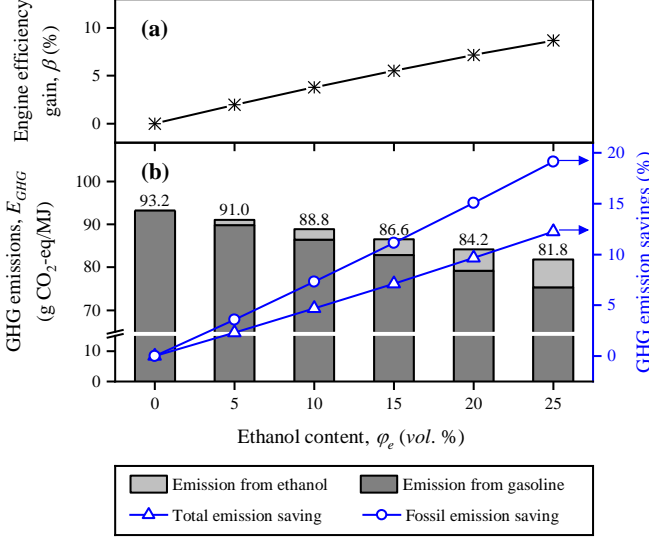 Engine efficiency
gain, β (%)
10
5
0
(a)
GHG emissions, E_GHG
(g CO₂-eq/MJ)
100
90
80
70
10
0
(b)
93.2
91.0
88.8
86.6
84.2
81.8
20
15
10
5
0
GHG emission savings (%)
0 5 10 15 20 25
Ethanol content, φ_e (vol. %)
Emission from ethanol Emission from gasoline
Total emission saving Fossil emission saving